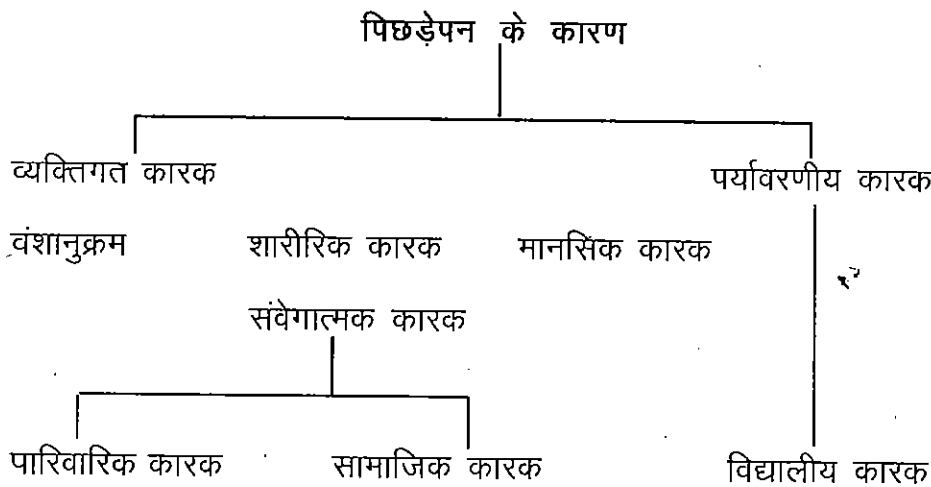 पिछड़ेपन के कारण
व्यक्तिगत कारक पर्यावरणीय कारक
वंशानुक्रम शारीरिक कारक मानसिक कारक
संवेगात्मक कारक
पारिवारिक कारक सामाजिक कारक विद्यालीय कारक